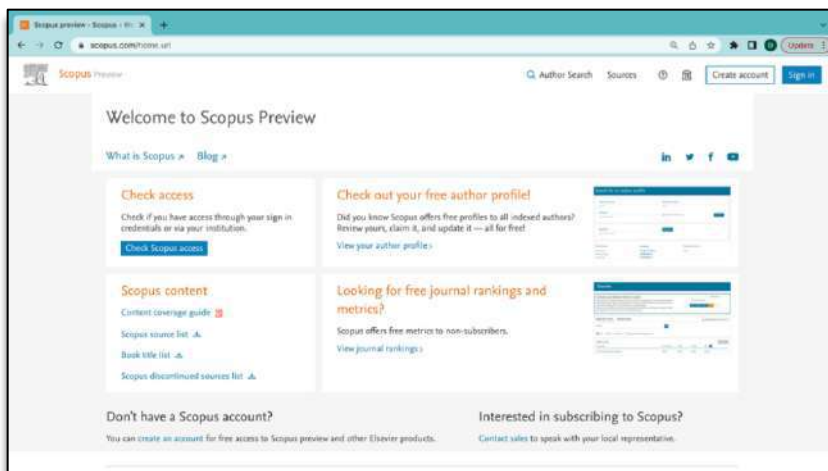 Scopus preview - Scopus -
scopus.com/home.uri
Update
Scopus Preview
Author Search
Sources
Create account
Sign in
Welcome to Scopus Preview
What is Scopus
Blog
Check access
Check if you have access through your sign in
credentials or via your institution.
Check Scopus access
Check out your free author profile!
Did you know Scopus offers free profiles to all indexed authors?
Review yours, claim it, and update it — all for free!
View your author profile
Scopus content
Content coverage guide
Scopus source list
Book title list
Scopus discontinued sources list
Looking for free journal rankings and
metrics?
Scopus offers free metrics to non-subscribers.
View journal rankings
Don't have a Scopus account?
You can create an account for free access to Scopus preview and other Elsevier products.
Interested in subscribing to Scopus?
Contact sales to speak with your local representative.